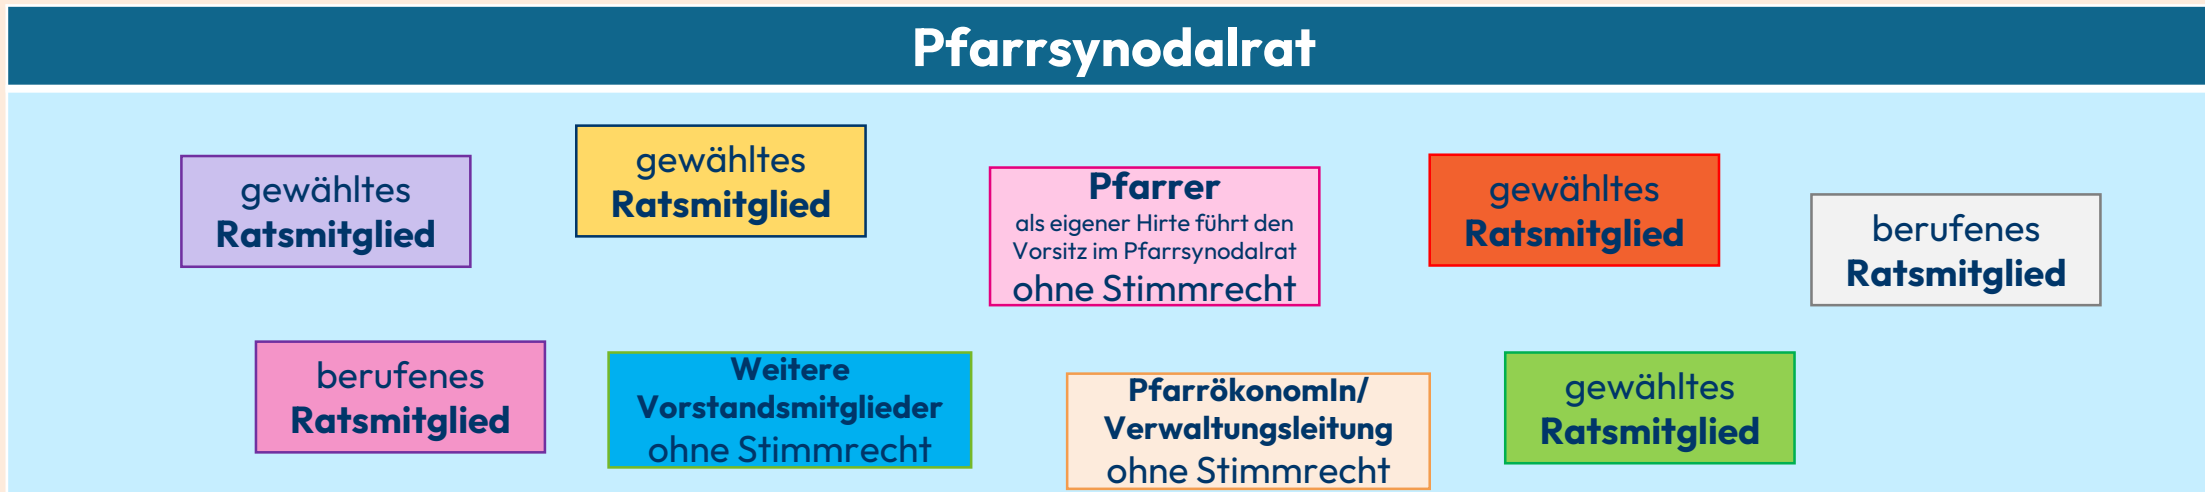 Pfarrsynodalrat
gewähltes
Ratsmitglied
gewähltes
Ratsmitglied
Pfarrer
als eigener Hirte führt den
Vorsitz im Pfarrsynodalrat
ohne Stimmrecht
gewähltes
Ratsmitglied
berufenes
Ratsmitglied
berufenes
Ratsmitglied
Weitere
Vorstandsmitglieder
ohne Stimmrecht
PfarrökonomIn/
Verwaltungsleitung
ohne Stimmrecht
gewähltes
Ratsmitglied